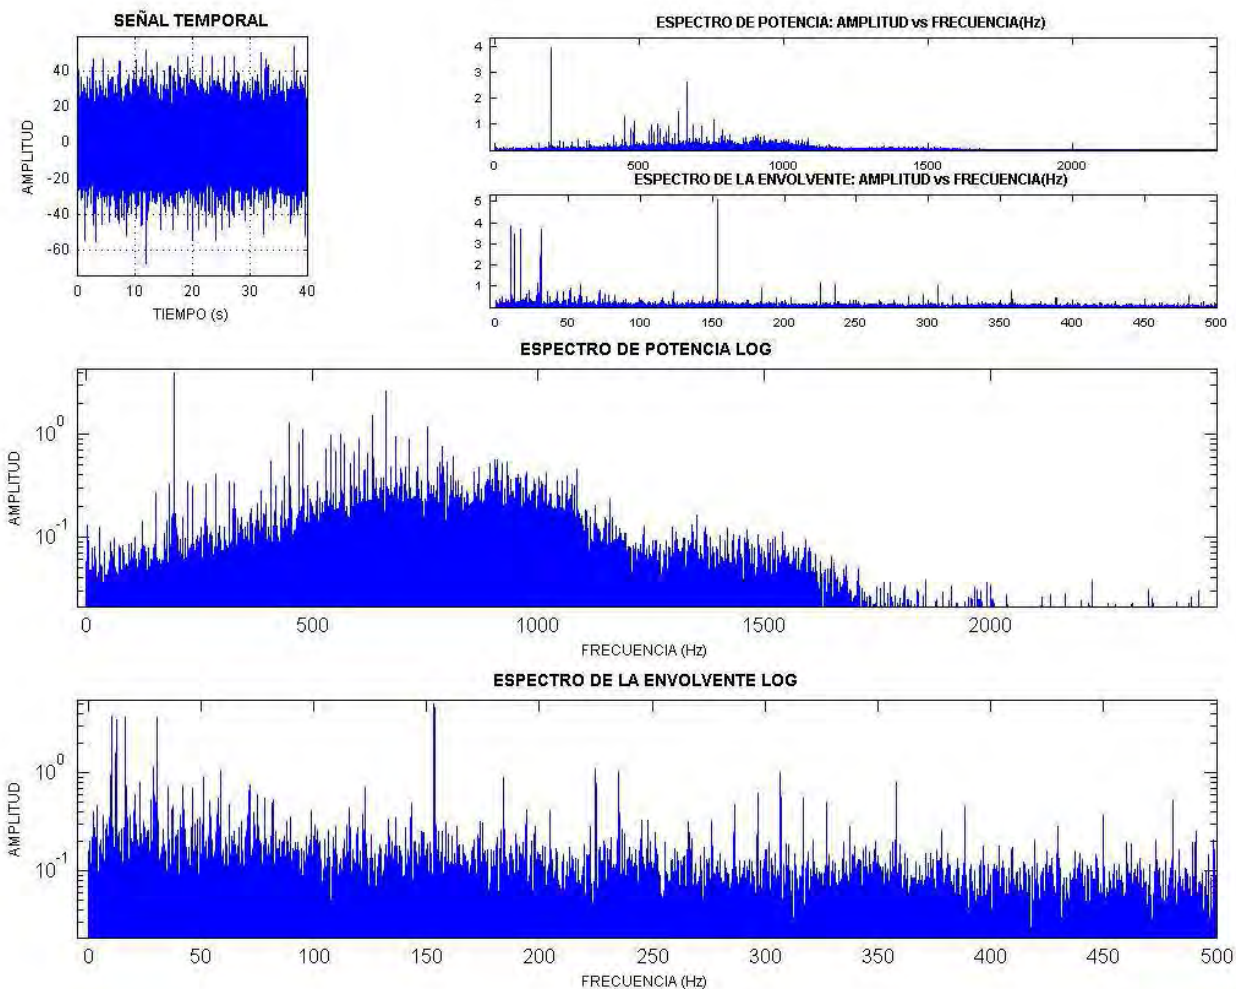 SEÑAL TEMPORAL
AMPLITUD
40
20
0
-20
-40
-60
0 10 20 30 40
TIEMPO (s)
ESPECTRO DE POTENCIA: AMPLITUD vs FRECUENCIA(Hz)
4
3
2
1
0 500 1000 1500 2000
ESPECTRO DE LA ENVOLVENTE: AMPLITUD vs FRECUENCIA(Hz)
5
4
3
2
1
0 50 100 150 200 250 300 350 400 450 500
ESPECTRO DE POTENCIA LOG
AMPLITUD
10^0
10^-1
0 500 1000 1500 2000
FRECUENCIA (Hz)
ESPECTRO DE LA ENVOLVENTE LOG
AMPLITUD
10^0
10^-1
0 50 100 150 200 250 300 350 400 450 500
FRECUENCIA (Hz)